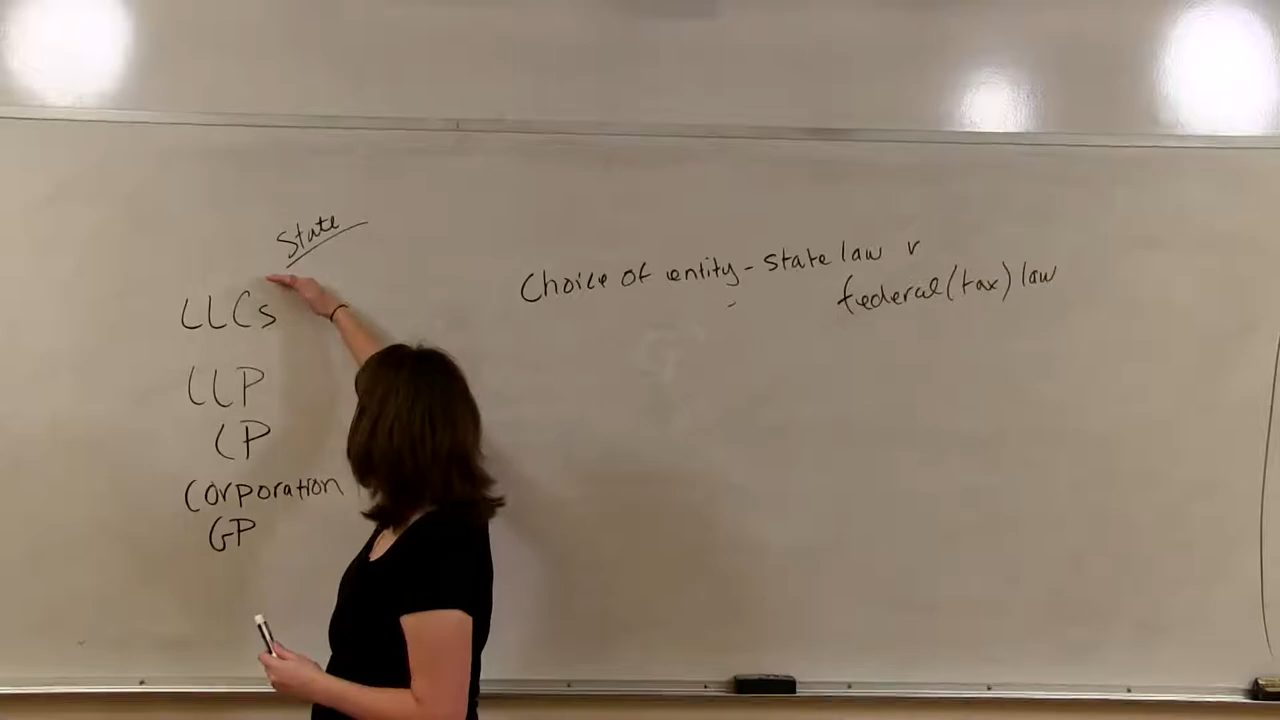 State
LLCs
LLP
LP
Corporation
GP
Choice of entity - state law v
federal (tax) law